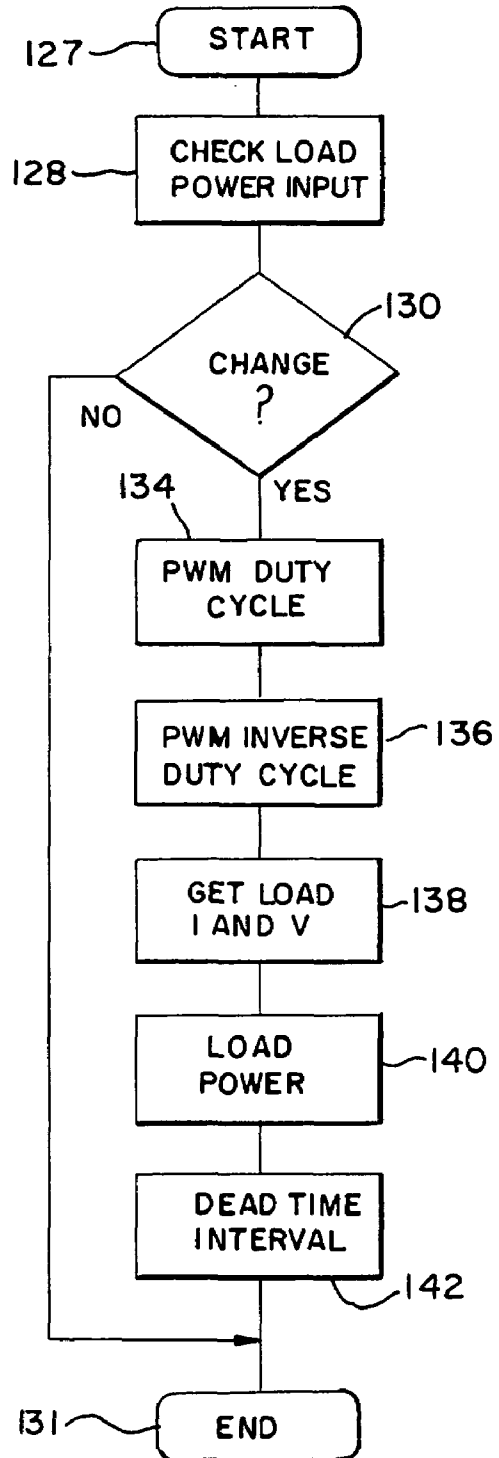 START
127
CHECK LOAD
POWER INPUT
128
130
CHANGE
?
NO
YES
134
PWM DUTY
CYCLE
PWM INVERSE
DUTY CYCLE
136
GET LOAD
I AND V
138
LOAD
POWER
140
DEAD TIME
INTERVAL
142
131
END